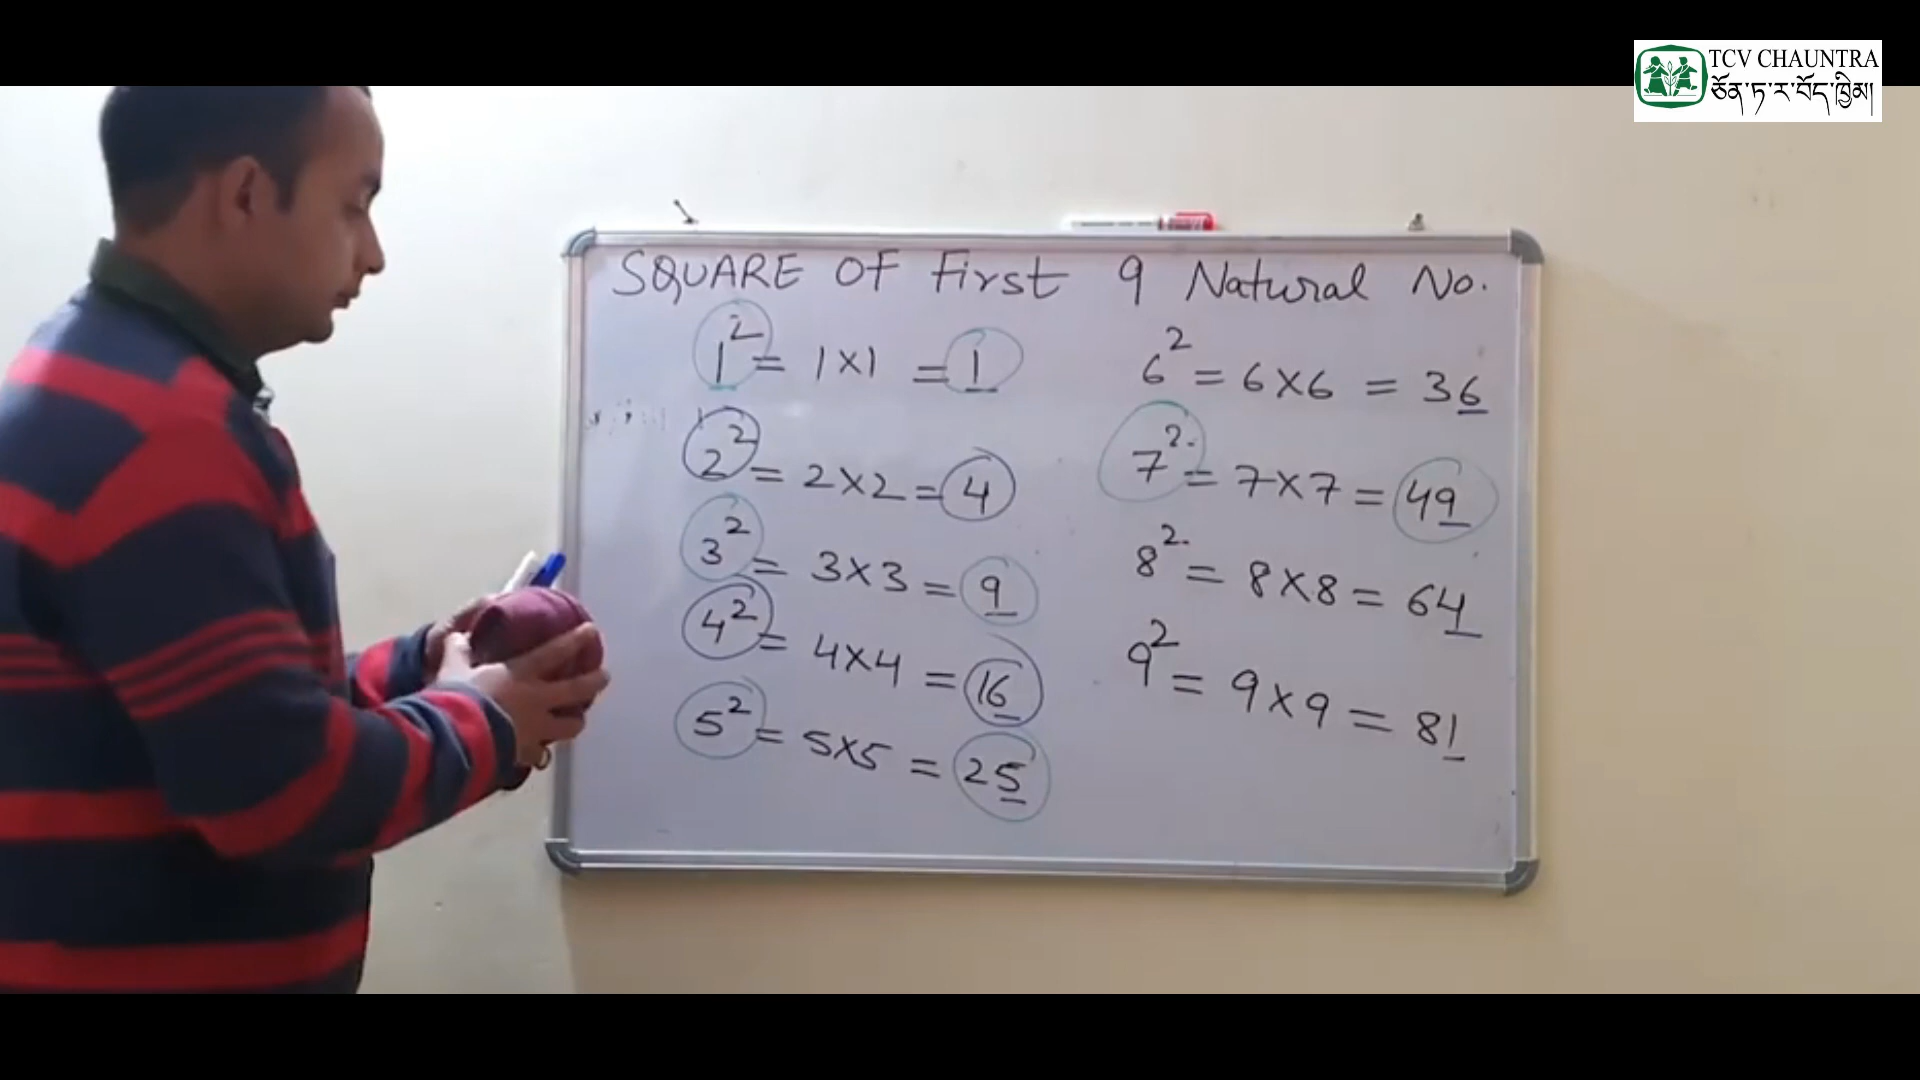 TCV CHAUNTRA
ཅོན་ཏ་ར་བོད་ཁྱིམ།
SQUARE OF First 9 Natural No.
1² = 1×1 = 1
2² = 2×2 = 4
3² = 3×3 = 9
4² = 4×4 = 16
5² = 5×5 = 25
6² = 6×6 = 36
7² = 7×7 = 49
8² = 8×8 = 64
9² = 9×9 = 81